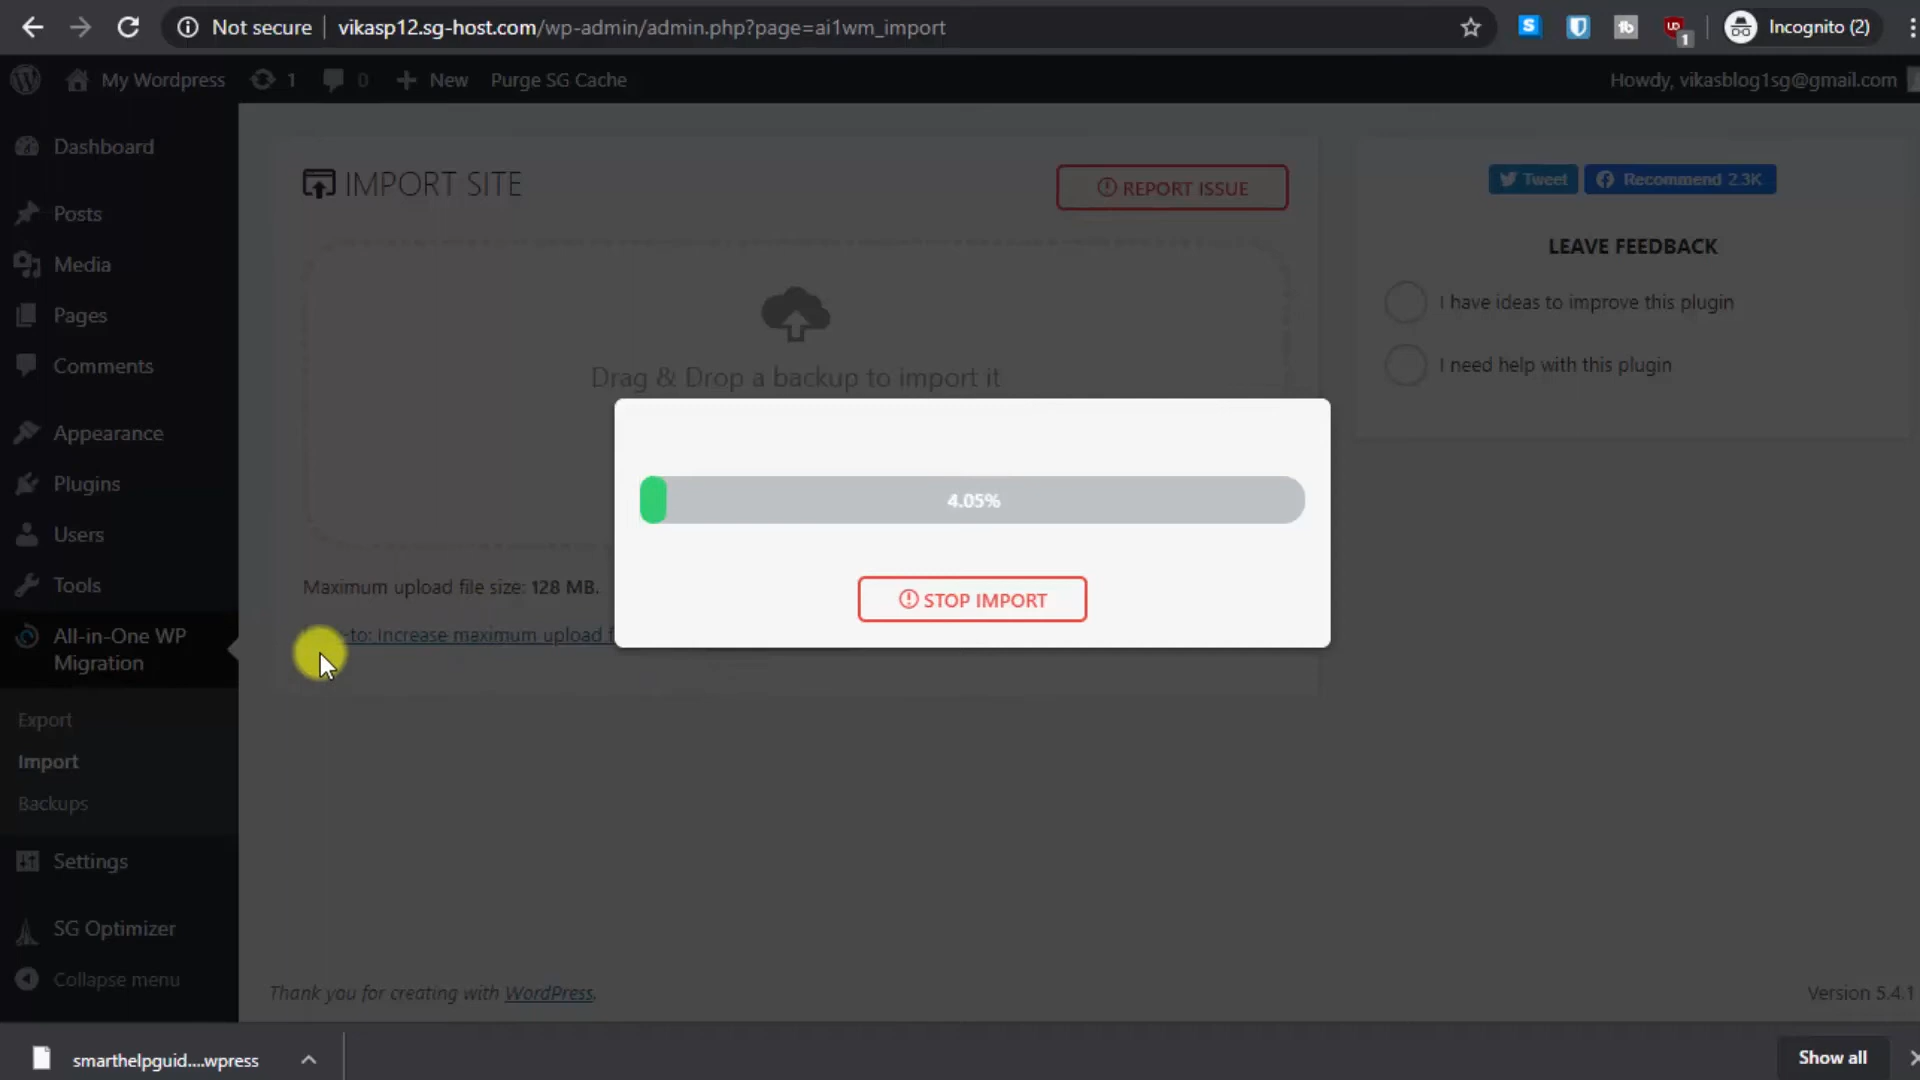 Not secure
vikasp12.sg-host.com/wp-admin/admin.php?page=ai1wm_import
S
tb
UD
1
Incognito (2)
My Wordpress
1
0
New
Purge SG Cache
Howdy, vikasblog1sg@gmail.com
Dashboard
Posts
Media
Pages
Comments
Appearance
Plugins
Users
Tools
All-in-One WP
Migration
Export
Import
Backups
Settings
SG Optimizer
Collapse menu
IMPORT SITE
REPORT ISSUE
Drag & Drop a backup to import it
4.05%
STOP IMPORT
Maximum upload file size: 128 MB.
-to: Increase maximum upload f
Tweet
Recommend 2.3K
LEAVE FEEDBACK
I have ideas to improve this plugin
I need help with this plugin
Thank you for creating with WordPress.
Version 5.4.1
smarthelpguid....wpress
Show all